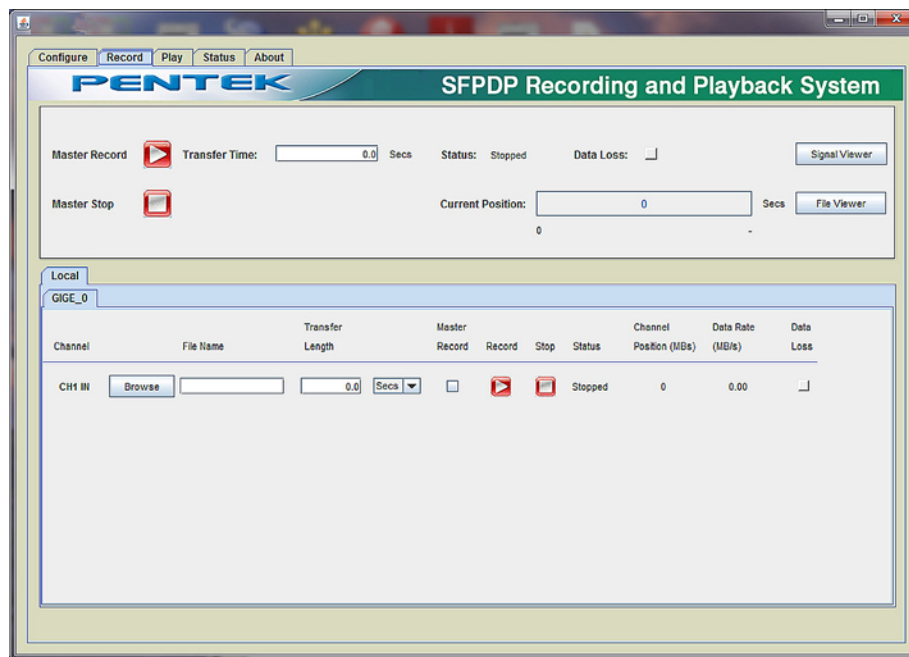 Configure Record Play Status About
PENTEK SFPDP Recording and Playback System
Master Record Transfer Time: 0.0 Secs Status: Stopped Data Loss: Signal Viewer
Master Stop Current Position: 0 Secs File Viewer
0 -
Local
GIGE_0
Transfer Master Channel Data Rate Data
Channel File Name Length Record Record Stop Status Position (MBs) (MB/s) Loss
CH1 IN Browse 0.0 Secs Stopped 0 0.00